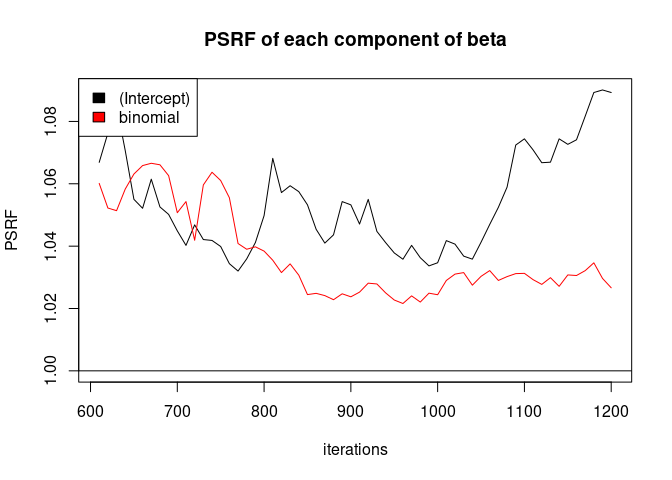 PSRF of each component of beta
(Intercept)
binomial
PSRF
1.08
1.06
1.04
1.02
1.00
600 700 800 900 1000 1100 1200
iterations